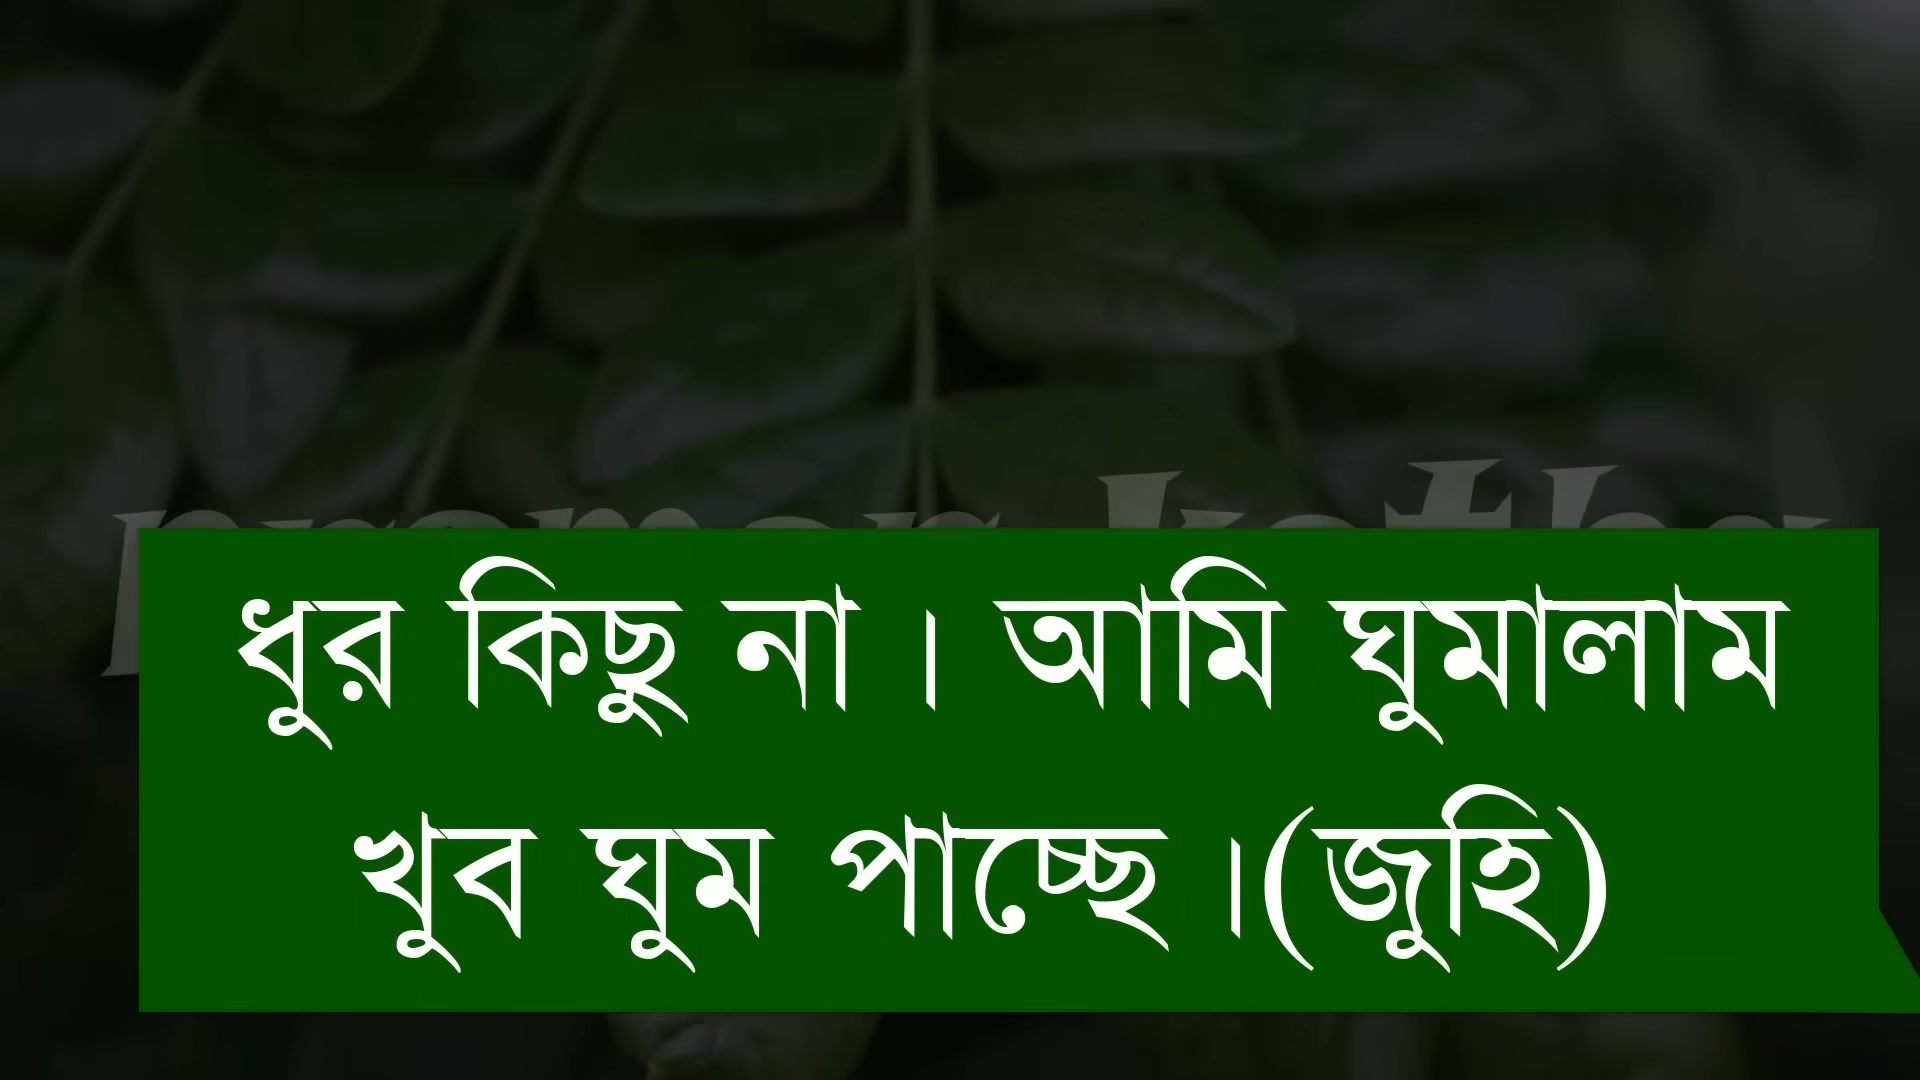 ধুর কিছু না । আমি ঘুমালাম
খুব ঘুম পাচ্ছে ।(জুহি)